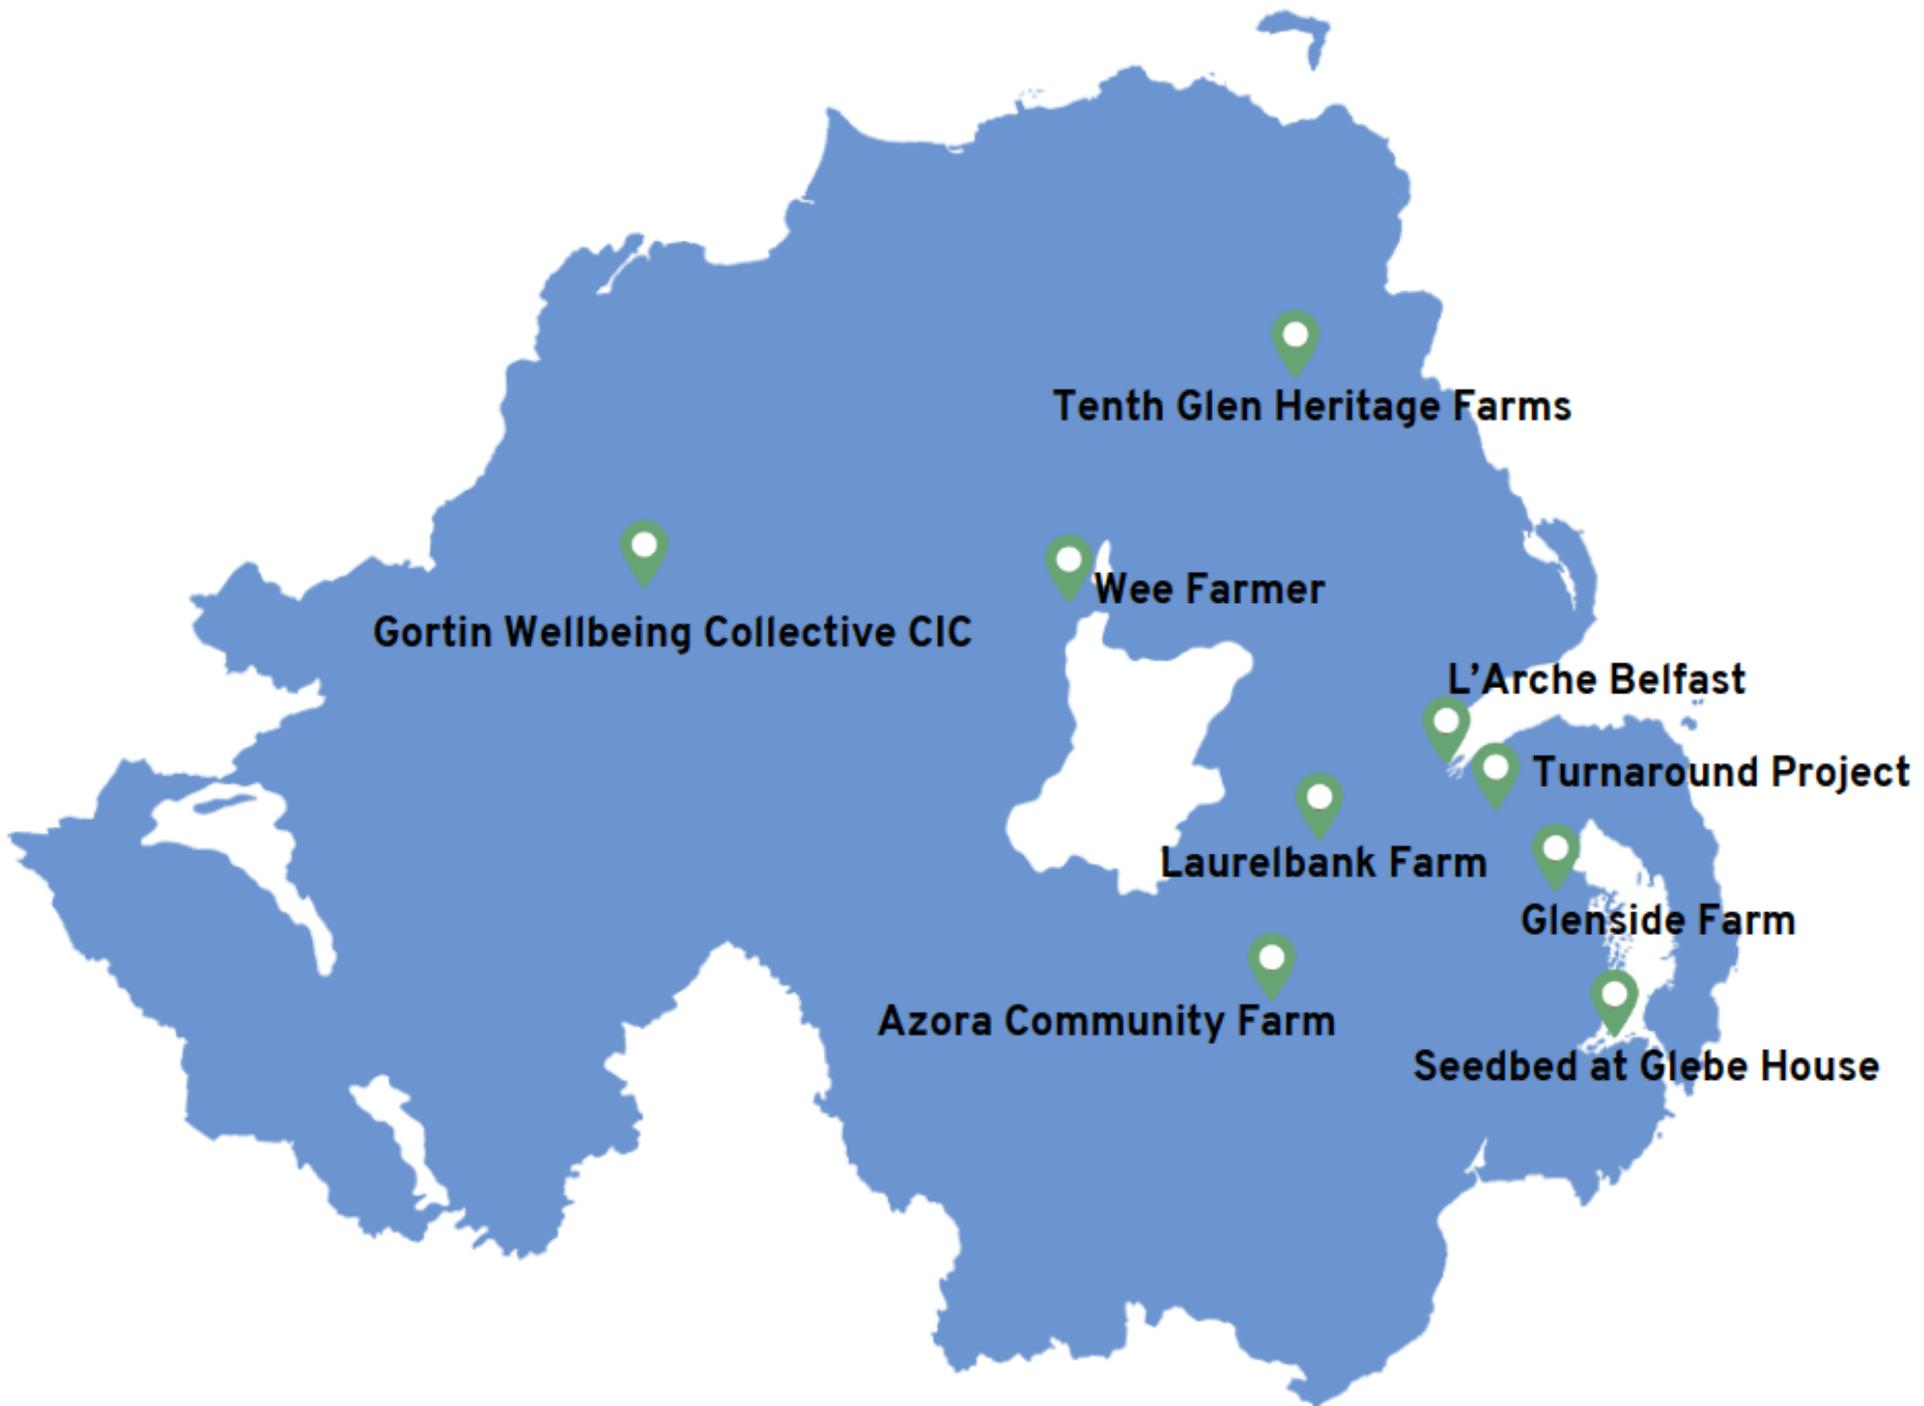 Tenth Glen Heritage Farms
Wee Farmer
Gortin Wellbeing Collective CIC
L'Arche Belfast
Turnaround Project
Laurelbank Farm
Glenside Farm
Azora Community Farm
Seedbed at Glebe House